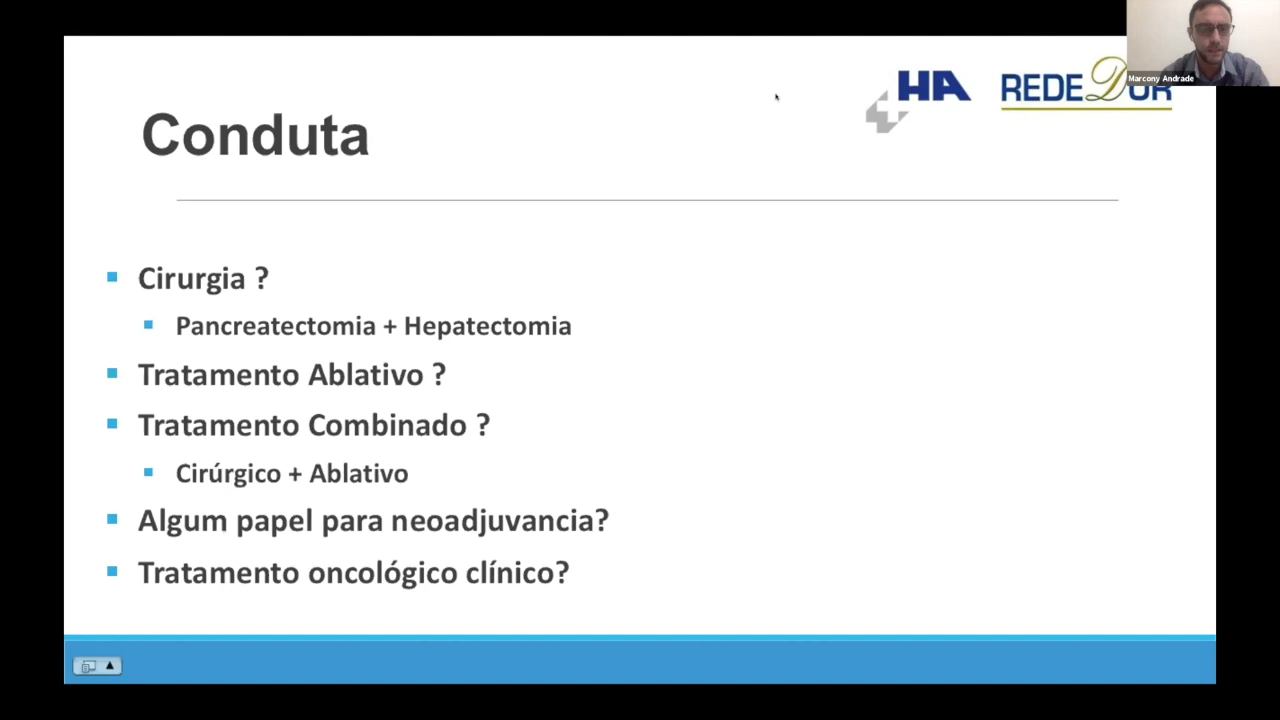 Marcony Andrade
HA
REDE D'OR
Conduta
Cirurgia ?
Pancreatectomia + Hepatectomia
Tratamento Ablativo ?
Tratamento Combinado ?
Cirúrgico + Ablativo
Algum papel para neoadjuvancia?
Tratamento oncológico clínico?